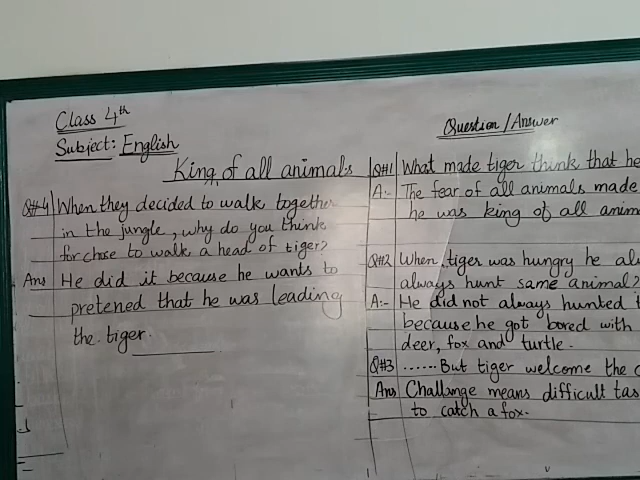 Class 4th
Subject: English
Question/Answer
King of all animals
Q#1 What made tiger think that he
A:- The fear of all animals made
he was king of all anim
Q#2 When tiger was hungry he al
always hunt same animal?
A:- He did not always hunted t
because he got bored with
deer, fox and turtle.
Q#3 ......But tiger welcome the c
Ans Challange means difficult tas
to catch a fox.
Q#4 When they decided to walk together
in the jungle, why do you think
for chose to walk a head of tiger?
Ans He did it because he wants to
pretened that he was leading
the tiger.